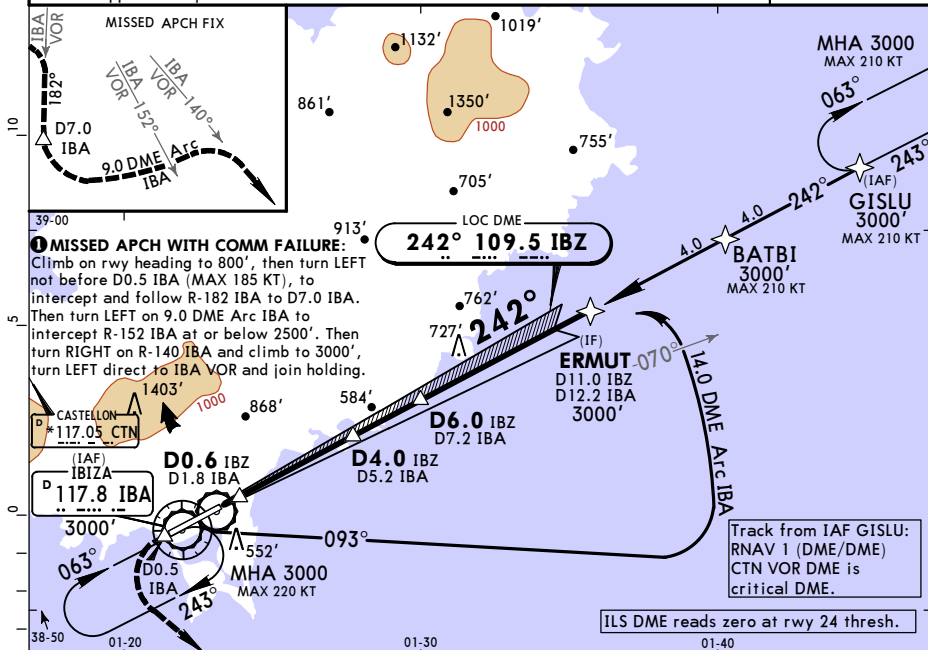 MISSED APCH FIX
IBA
VOR
182°
D7.0
IBA
IBA
VOR
152°
IBA
VOR
140°
9.0 DME Arc
IBA
1132'
1019'
861'
1350'
1000
755'
705'
913'
762'
727'
584'
868'
1403'
1000
552'
MHA 3000
MAX 210 KT
063°
243°
(IAF)
GISLU
3000'
MAX 210 KT
242°
4.0
4.0
BATBI
3000'
MAX 210 KT
LOC DME
242° 109.5 IBZ
242°
(IF)
ERMUT
D11.0 IBZ
D12.2 IBA
3000'
070°
14.0 DME Arc IBA
D6.0 IBZ
D7.2 IBA
D4.0 IBZ
D5.2 IBA
D0.6 IBZ
D1.8 IBA
10
5
0
39-00
1 MISSED APCH WITH COMM FAILURE:
Climb on rwy heading to 800', then turn LEFT
not before D0.5 IBA (MAX 185 KT), to
intercept and follow R-182 IBA to D7.0 IBA.
Then turn LEFT on 9.0 DME Arc IBA to
intercept R-152 IBA at or below 2500'. Then
turn RIGHT on R-140 IBA and climb to 3000',
turn LEFT direct to IBA VOR and join holding.
CASTELLON
D *117.05 CTN
(IAF)
IBIZA
D 117.8 IBA
3000'
063°
243°
D0.5
IBA
MHA 3000
MAX 220 KT
093°
Track from IAF GISLU:
RNAV 1 (DME/DME)
CTN VOR DME is
critical DME.
ILS DME reads zero at rwy 24 thresh.
38-50
01-20
01-30
01-40